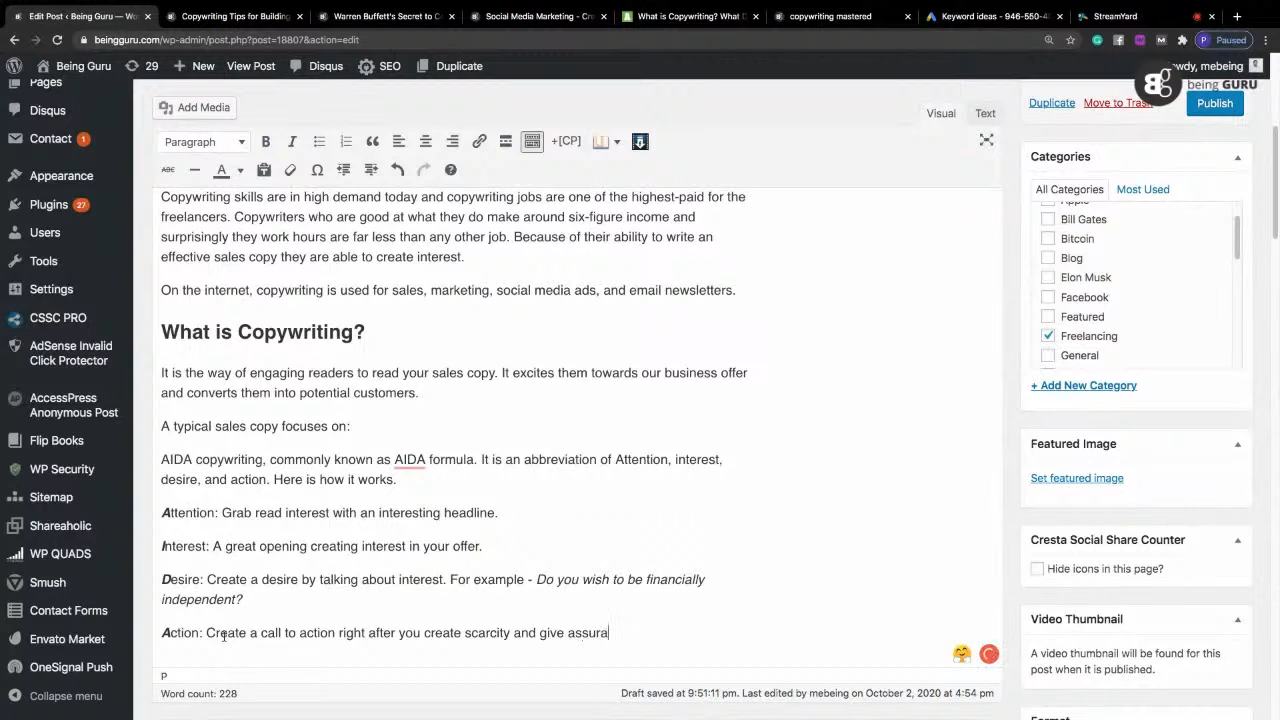 Edit Post ‹ Being Guru — Wor
Copywriting Tips for Building
Warren Buffett's Secret to C
Social Media Marketing - Cre
What is Copywriting? What D
copywriting mastered
Keyword ideas - 946-550-4
StreamYard
beingguru.com/wp-admin/post.php?post=18807&action=edit
Paused
Being Guru
29
New
View Post
Disqus
SEO
Duplicate
wdy, mebeing
being GURU
Pages
Disqus
Contact 1
Appearance
Plugins 27
Users
Tools
Settings
CSSC PRO
AdSense Invalid
Click Protector
AccessPress
Anonymous Post
Flip Books
WP Security
Sitemap
Shareaholic
WP QUADS
Smush
Contact Forms
Envato Market
OneSignal Push
Collapse menu
Add Media
Visual
Text
Paragraph
+[CP]
Copywriting skills are in high demand today and copywriting jobs are one of the highest-paid for the
freelancers. Copywriters who are good at what they do make around six-figure income and
surprisingly they work hours are far less than any other job. Because of their ability to write an
effective sales copy they are able to create interest.
On the internet, copywriting is used for sales, marketing, social media ads, and email newsletters.
What is Copywriting?
It is the way of engaging readers to read your sales copy. It excites them towards our business offer
and converts them into potential customers.
A typical sales copy focuses on:
AIDA copywriting, commonly known as AIDA formula. It is an abbreviation of Attention, interest,
desire, and action. Here is how it works.
Attention: Grab read interest with an interesting headline.
Interest: A great opening creating interest in your offer.
Desire: Create a desire by talking about interest. For example - Do you wish to be financially
independent?
Action: Create a call to action right after you create scarcity and give assura
P
Word count: 228
Draft saved at 9:51:11 pm. Last edited by mebeing on October 2, 2020 at 4:54 pm
Duplicate
Move to Trash
Publish
Categories
All Categories
Most Used
Apple
Bill Gates
Bitcoin
Blog
Elon Musk
Facebook
Featured
Freelancing
General
+ Add New Category
Featured Image
Set featured image
Cresta Social Share Counter
Hide icons in this page?
Video Thumbnail
A video thumbnail will be found for this
post when it is published.
Format